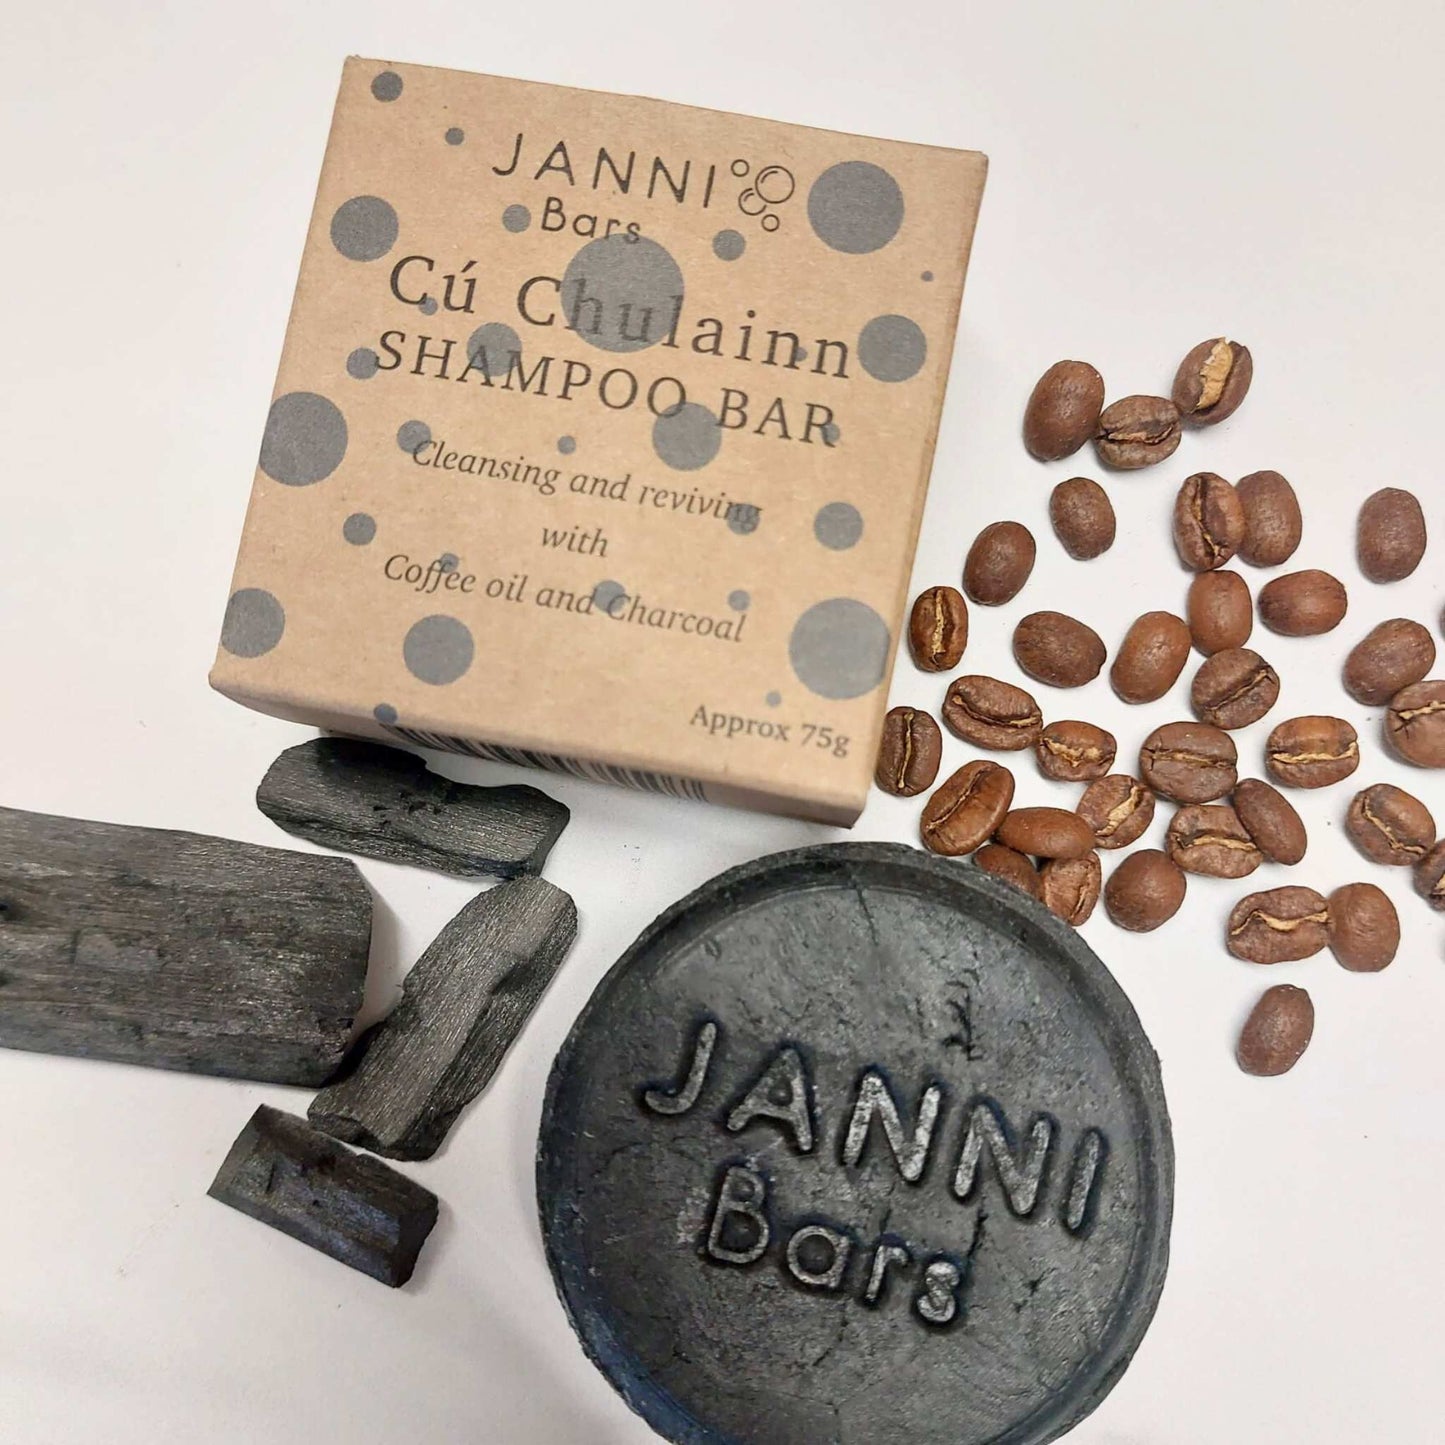 JANNI
Bars
Cú Chulainn
SHAMPOO BAR
Cleansing and reviving
with
Coffee oil and Charcoal
Approx 75g
JANNI
Bars